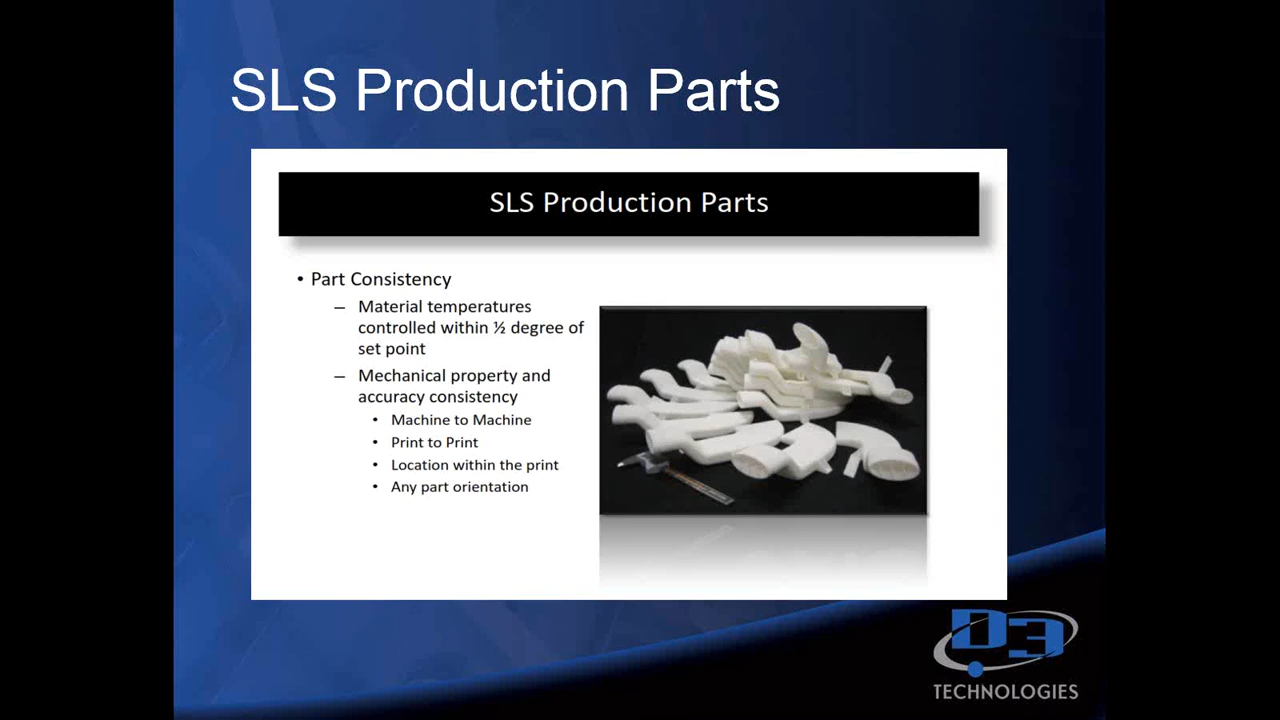 SLS Production Parts
SLS Production Parts
• Part Consistency
– Material temperatures
controlled within ½ degree of
set point
– Mechanical property and
accuracy consistency
• Machine to Machine
• Print to Print
• Location within the print
• Any part orientation
D3
TECHNOLOGIES